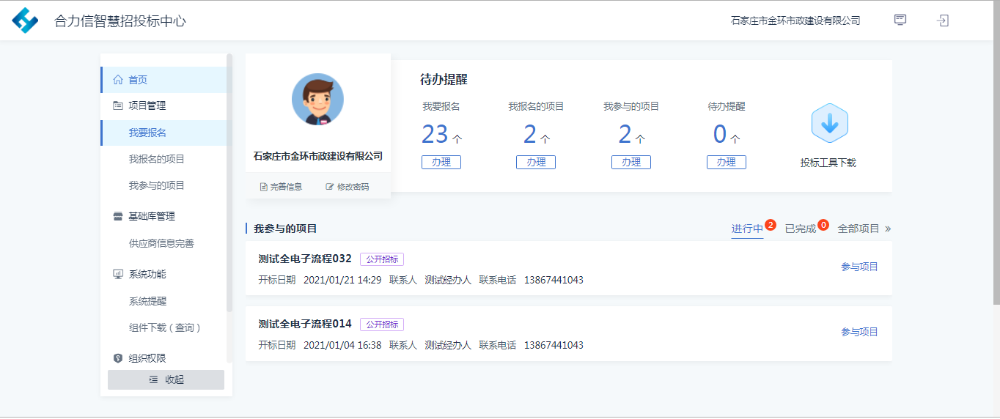 合力信智慧招投标中心
石家庄市金环市政建设有限公司
首页
项目管理
我要报名
我报名的项目
我参与的项目
基础库管理
供应商信息完善
系统功能
系统提醒
组件下载（查询）
组织权限
收起
石家庄市金环市政建设有限公司
完善信息 修改密码
待办提醒
我要报名 我报名的项目 我参与的项目 待办提醒
23个 2个 2个 0个
办理 办理 办理 办理
投标工具下载
我参与的项目
进行中 2 已完成 0 全部项目 »
测试全电子流程032 公开招标
开标日期 2021/01/21 14:29 联系人 测试经办人 联系电话 13867441043
参与项目
测试全电子流程014 公开招标
开标日期 2021/01/04 16:38 联系人 测试经办人 联系电话 13867441043
参与项目